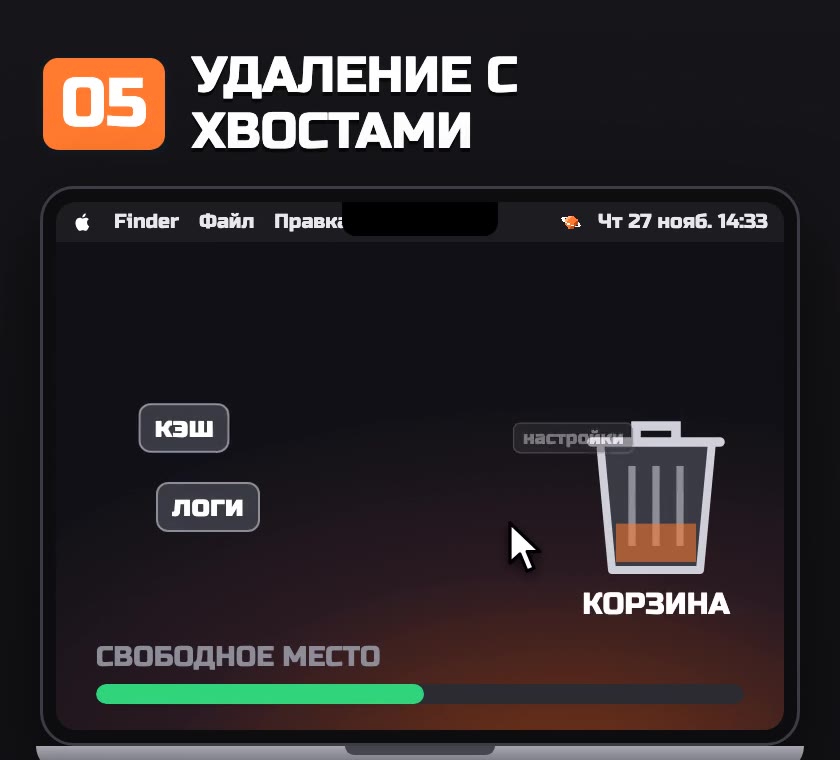 05
УДАЛЕНИЕ С
ХВОСТАМИ
Finder Файл Правка
Чт 27 нояб. 14:33
кэш
настройки
логи
КОРЗИНА
СВОБОДНОЕ МЕСТО